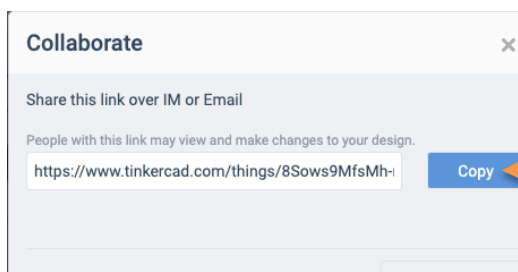 Collaborate
Share this link over IM or Email
People with this link may view and make changes to your design.
https://www.tinkercad.com/things/8Sows9MfsMh-
Copy